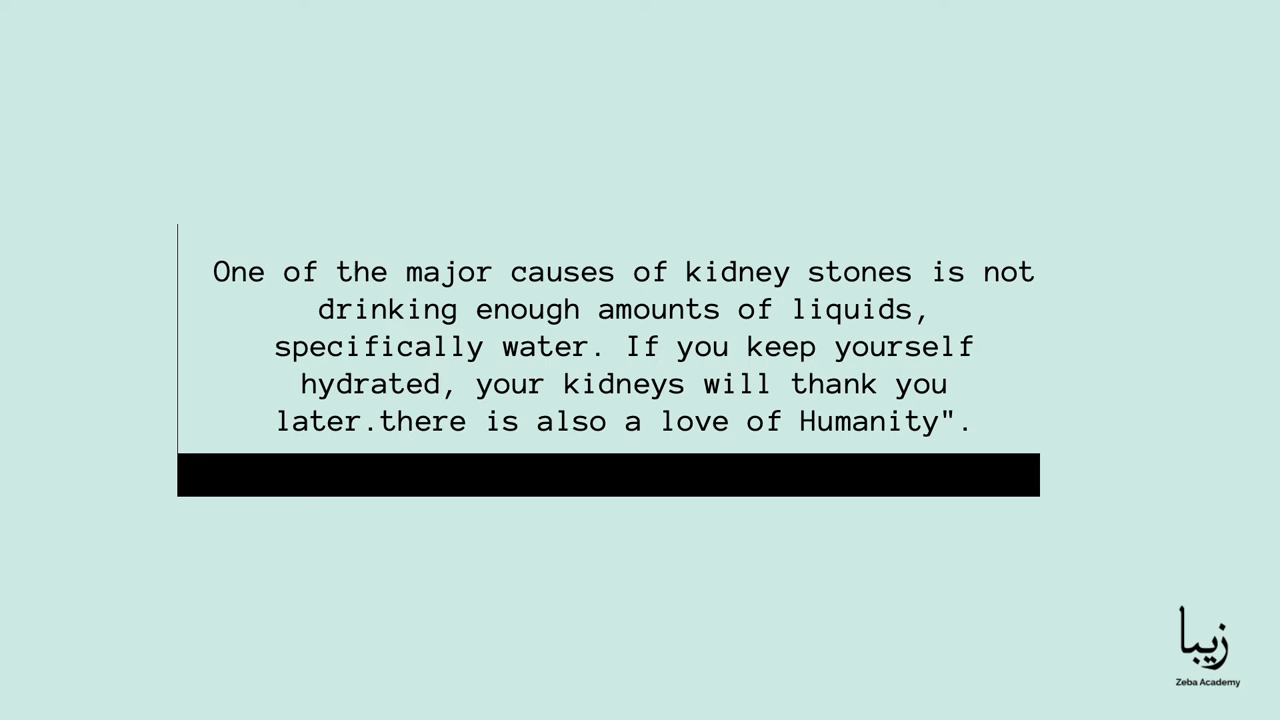 One of the major causes of kidney stones is not
drinking enough amounts of liquids,
specifically water. If you keep yourself
hydrated, your kidneys will thank you
later.there is also a love of Humanity".
زيبا
Zeba Academy